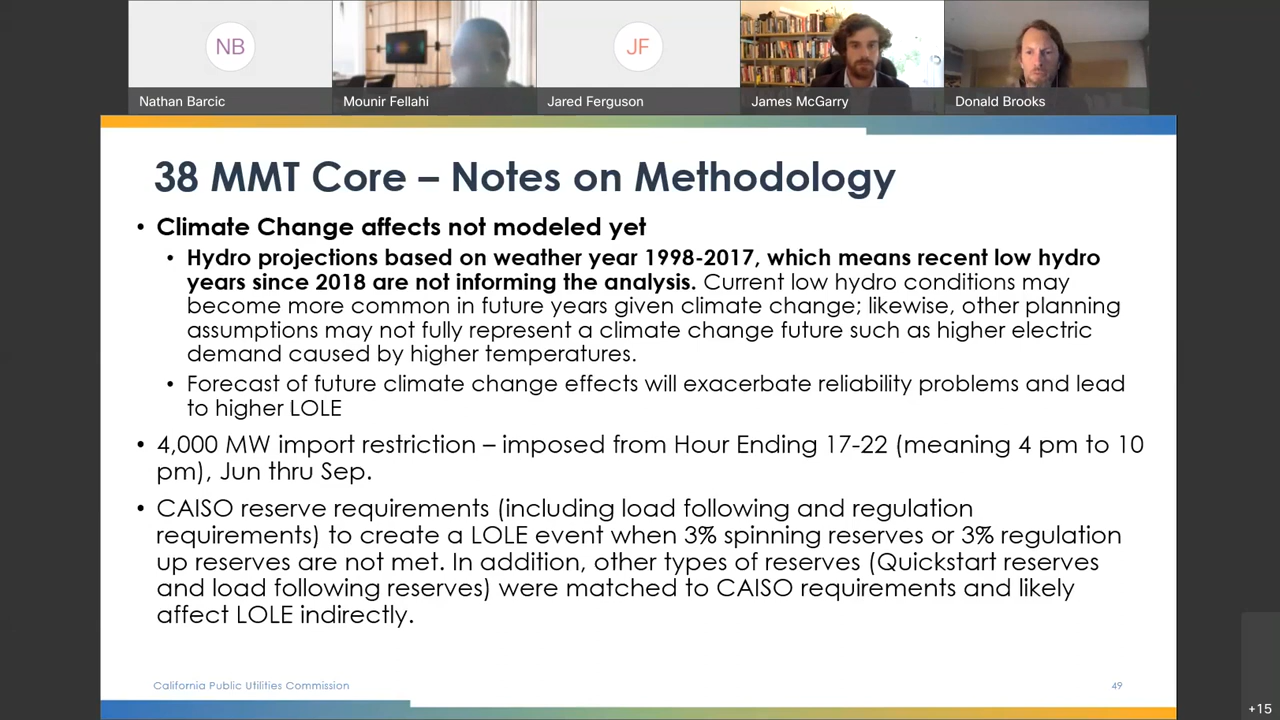 NB
JF
Nathan Barcic
Mounir Fellahi
Jared Ferguson
James McGarry
Donald Brooks
38 MMT Core – Notes on Methodology
• Climate Change affects not modeled yet
• Hydro projections based on weather year 1998-2017, which means recent low hydro
years since 2018 are not informing the analysis. Current low hydro conditions may
become more common in future years given climate change; likewise, other planning
assumptions may not fully represent a climate change future such as higher electric
demand caused by higher temperatures.
• Forecast of future climate change effects will exacerbate reliability problems and lead
to higher LOLE
• 4,000 MW import restriction – imposed from Hour Ending 17-22 (meaning 4 pm to 10
pm), Jun thru Sep.
• CAISO reserve requirements (including load following and regulation
requirements) to create a LOLE event when 3% spinning reserves or 3% regulation
up reserves are not met. In addition, other types of reserves (Quickstart reserves
and load following reserves) were matched to CAISO requirements and likely
affect LOLE indirectly.
California Public Utilities Commission
49
+15